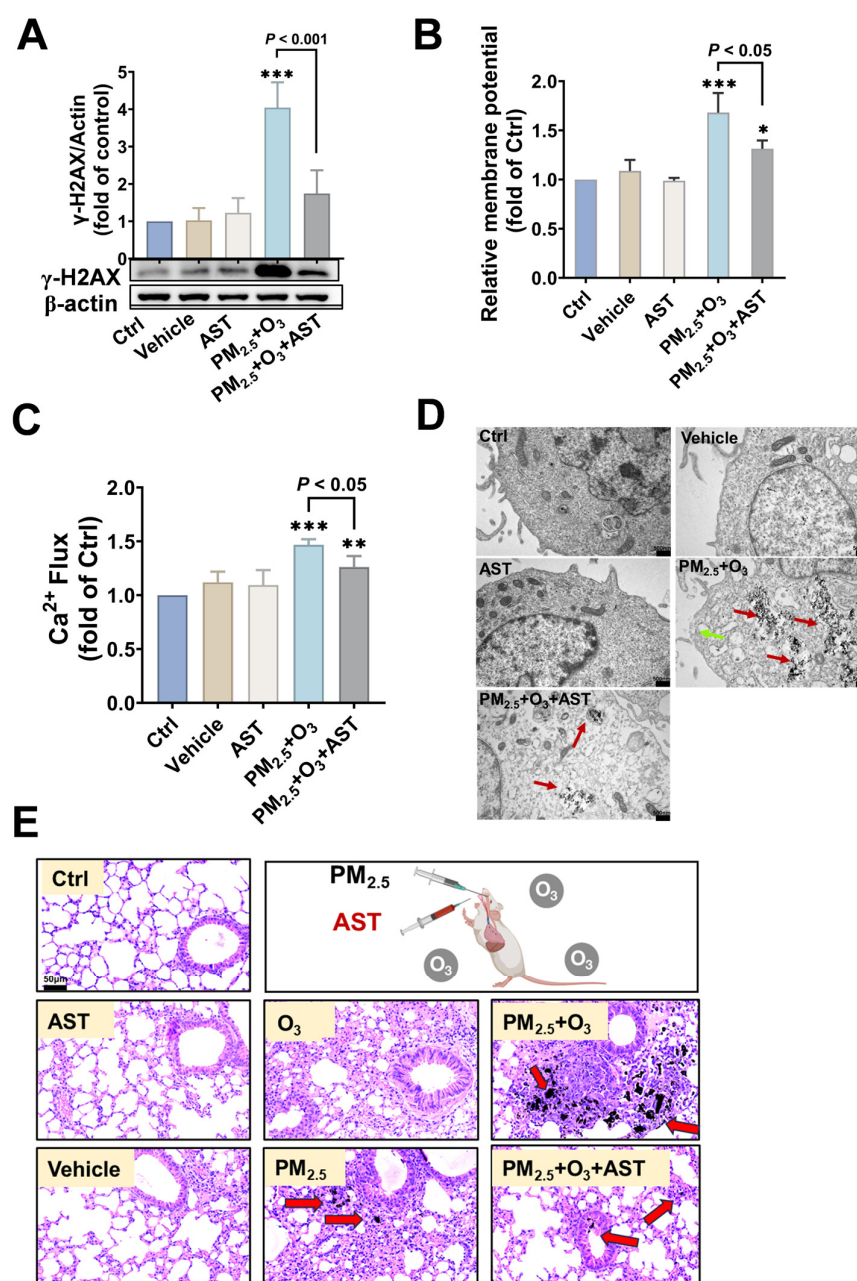 A
P < 0.001
***
γ-H2AX/Actin
(fold of control)
5
4
3
2
1
0
γ-H2AX
β-actin
Ctrl
Vehicle
AST
PM2.5+O3
PM2.5+O3+AST
B
P < 0.05
***
*
Relative membrane potential
(fold of Ctrl)
2.0
1.5
1.0
0.5
0.0
Ctrl
Vehicle
AST
PM2.5+O3
PM2.5+O3+AST
C
P < 0.05
***
**
Ca2+ Flux
(fold of Ctrl)
2.0
1.5
1.0
0.5
0.0
Ctrl
Vehicle
AST
PM2.5+O3
PM2.5+O3+AST
D
Ctrl
Vehicle
AST
PM2.5+O3
PM2.5+O3+AST
E
Ctrl
50μm
PM2.5
AST
O3
O3
O3
AST
O3
PM2.5+O3
Vehicle
PM2.5
PM2.5+O3+AST